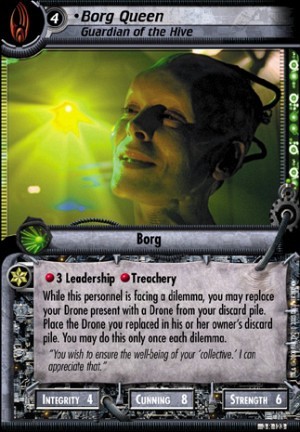 4
• Borg Queen
Guardian of the Hive
Borg
3 Leadership Treachery
While this personnel is facing a dilemma, you may replace
your Drone present with a Drone from your discard pile.
Place the Drone you replaced in his or her owner's discard
pile. You may do this only once each dilemma.
"You wish to ensure the well-being of your 'collective.' I can
appreciate that."
Integrity 4 Cunning 8 Strength 6